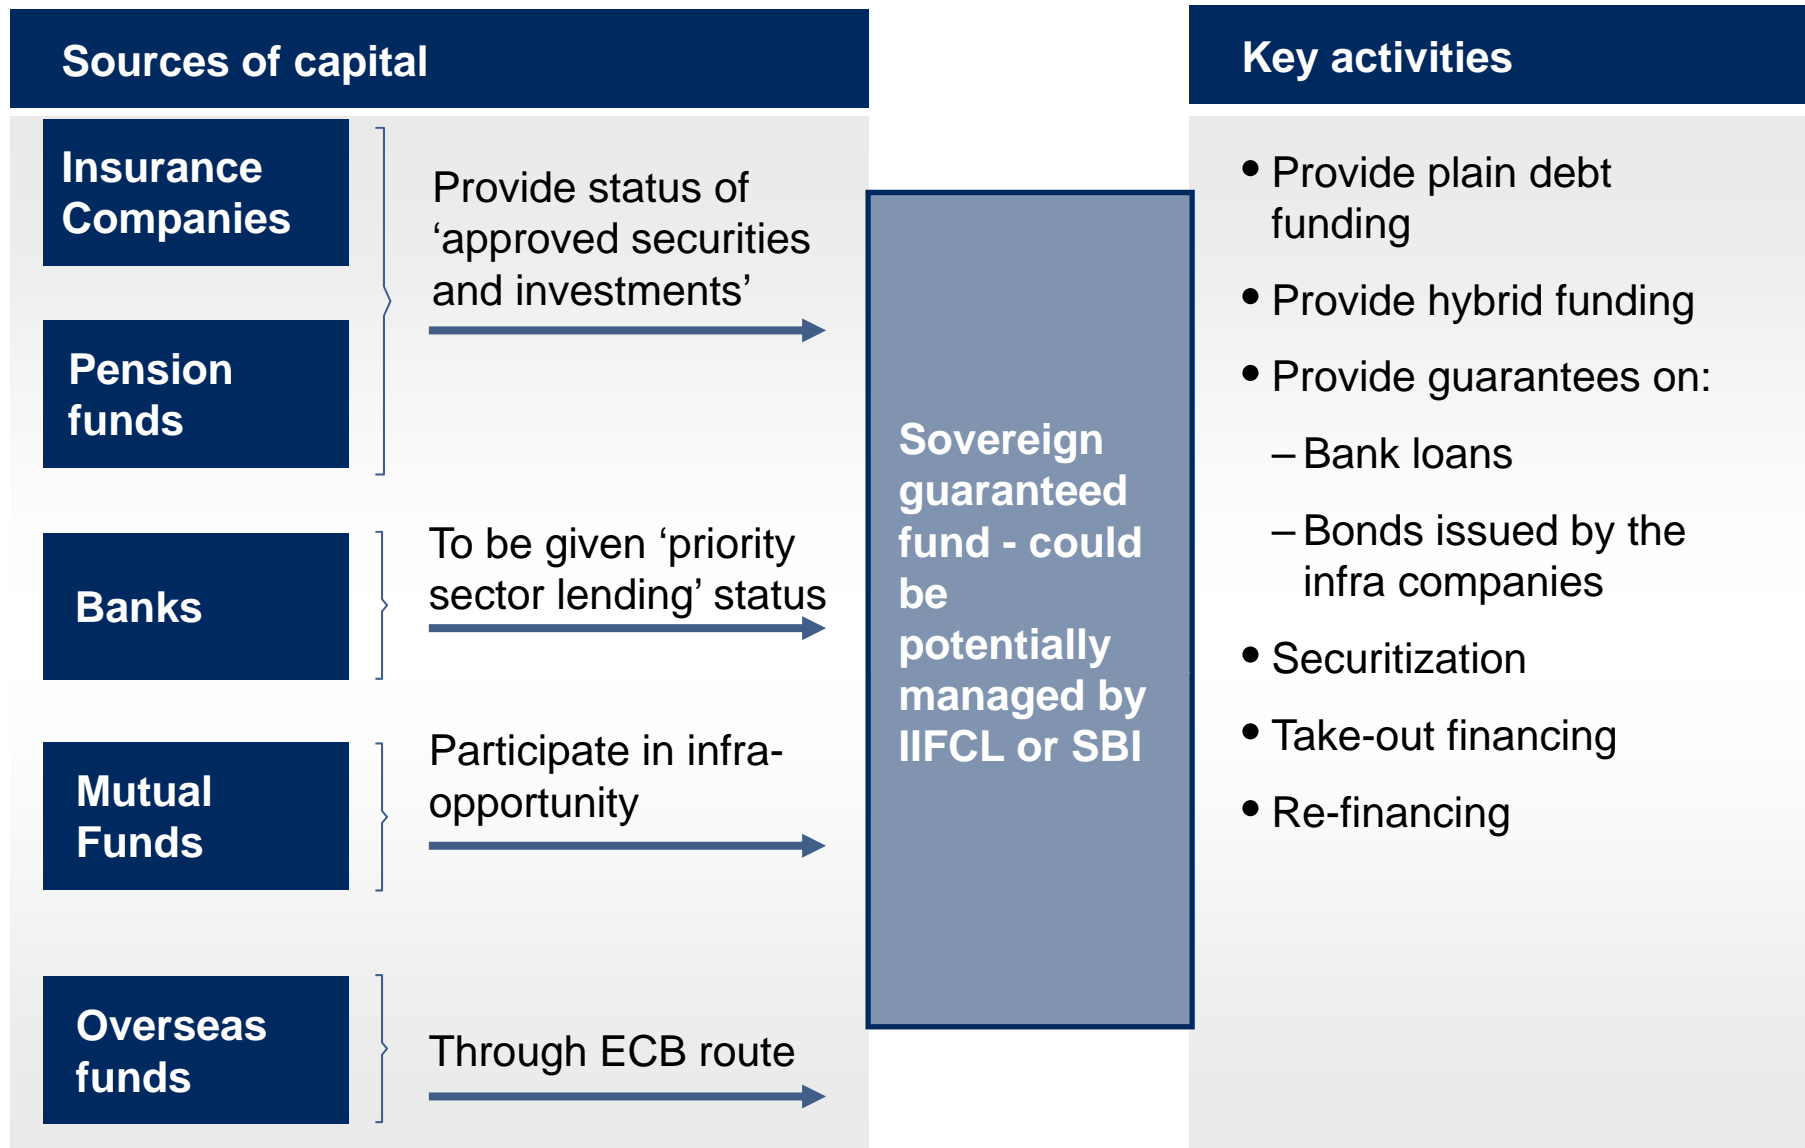 Sources of capital
Insurance
Companies
Pension
funds
Provide status of
‘approved securities
and investments’
Banks
To be given ‘priority
sector lending’ status
Mutual
Funds
Participate in infra-
opportunity
Overseas
funds
Through ECB route
Sovereign
guaranteed
fund - could
be
potentially
managed by
IIFCL or SBI
Key activities
• Provide plain debt
funding
• Provide hybrid funding
• Provide guarantees on:
– Bank loans
– Bonds issued by the
infra companies
• Securitization
• Take-out financing
• Re-financing